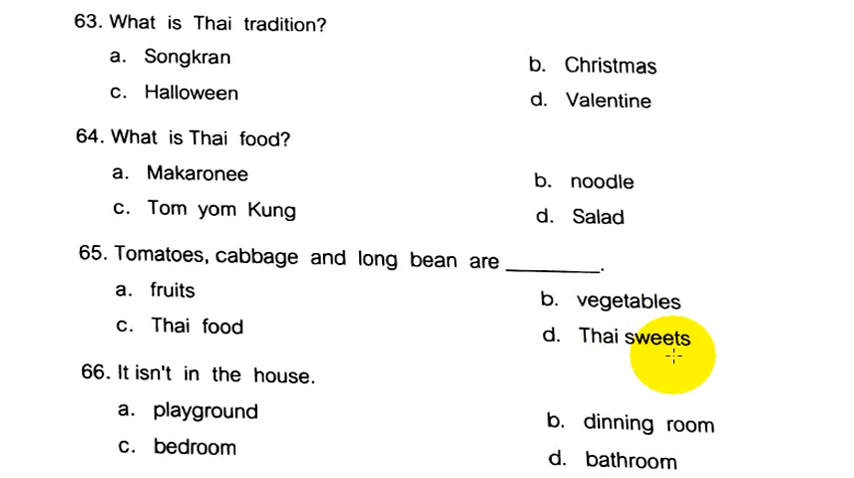 63. What is Thai tradition?
a. Songkran
b. Christmas
c. Halloween
d. Valentine
64. What is Thai food?
a. Makaronee
b. noodle
c. Tom yom Kung
d. Salad
65. Tomatoes, cabbage and long bean are ________.
a. fruits
b. vegetables
c. Thai food
d. Thai sweets
66. It isn't in the house.
a. playground
b. dinning room
c. bedroom
d. bathroom